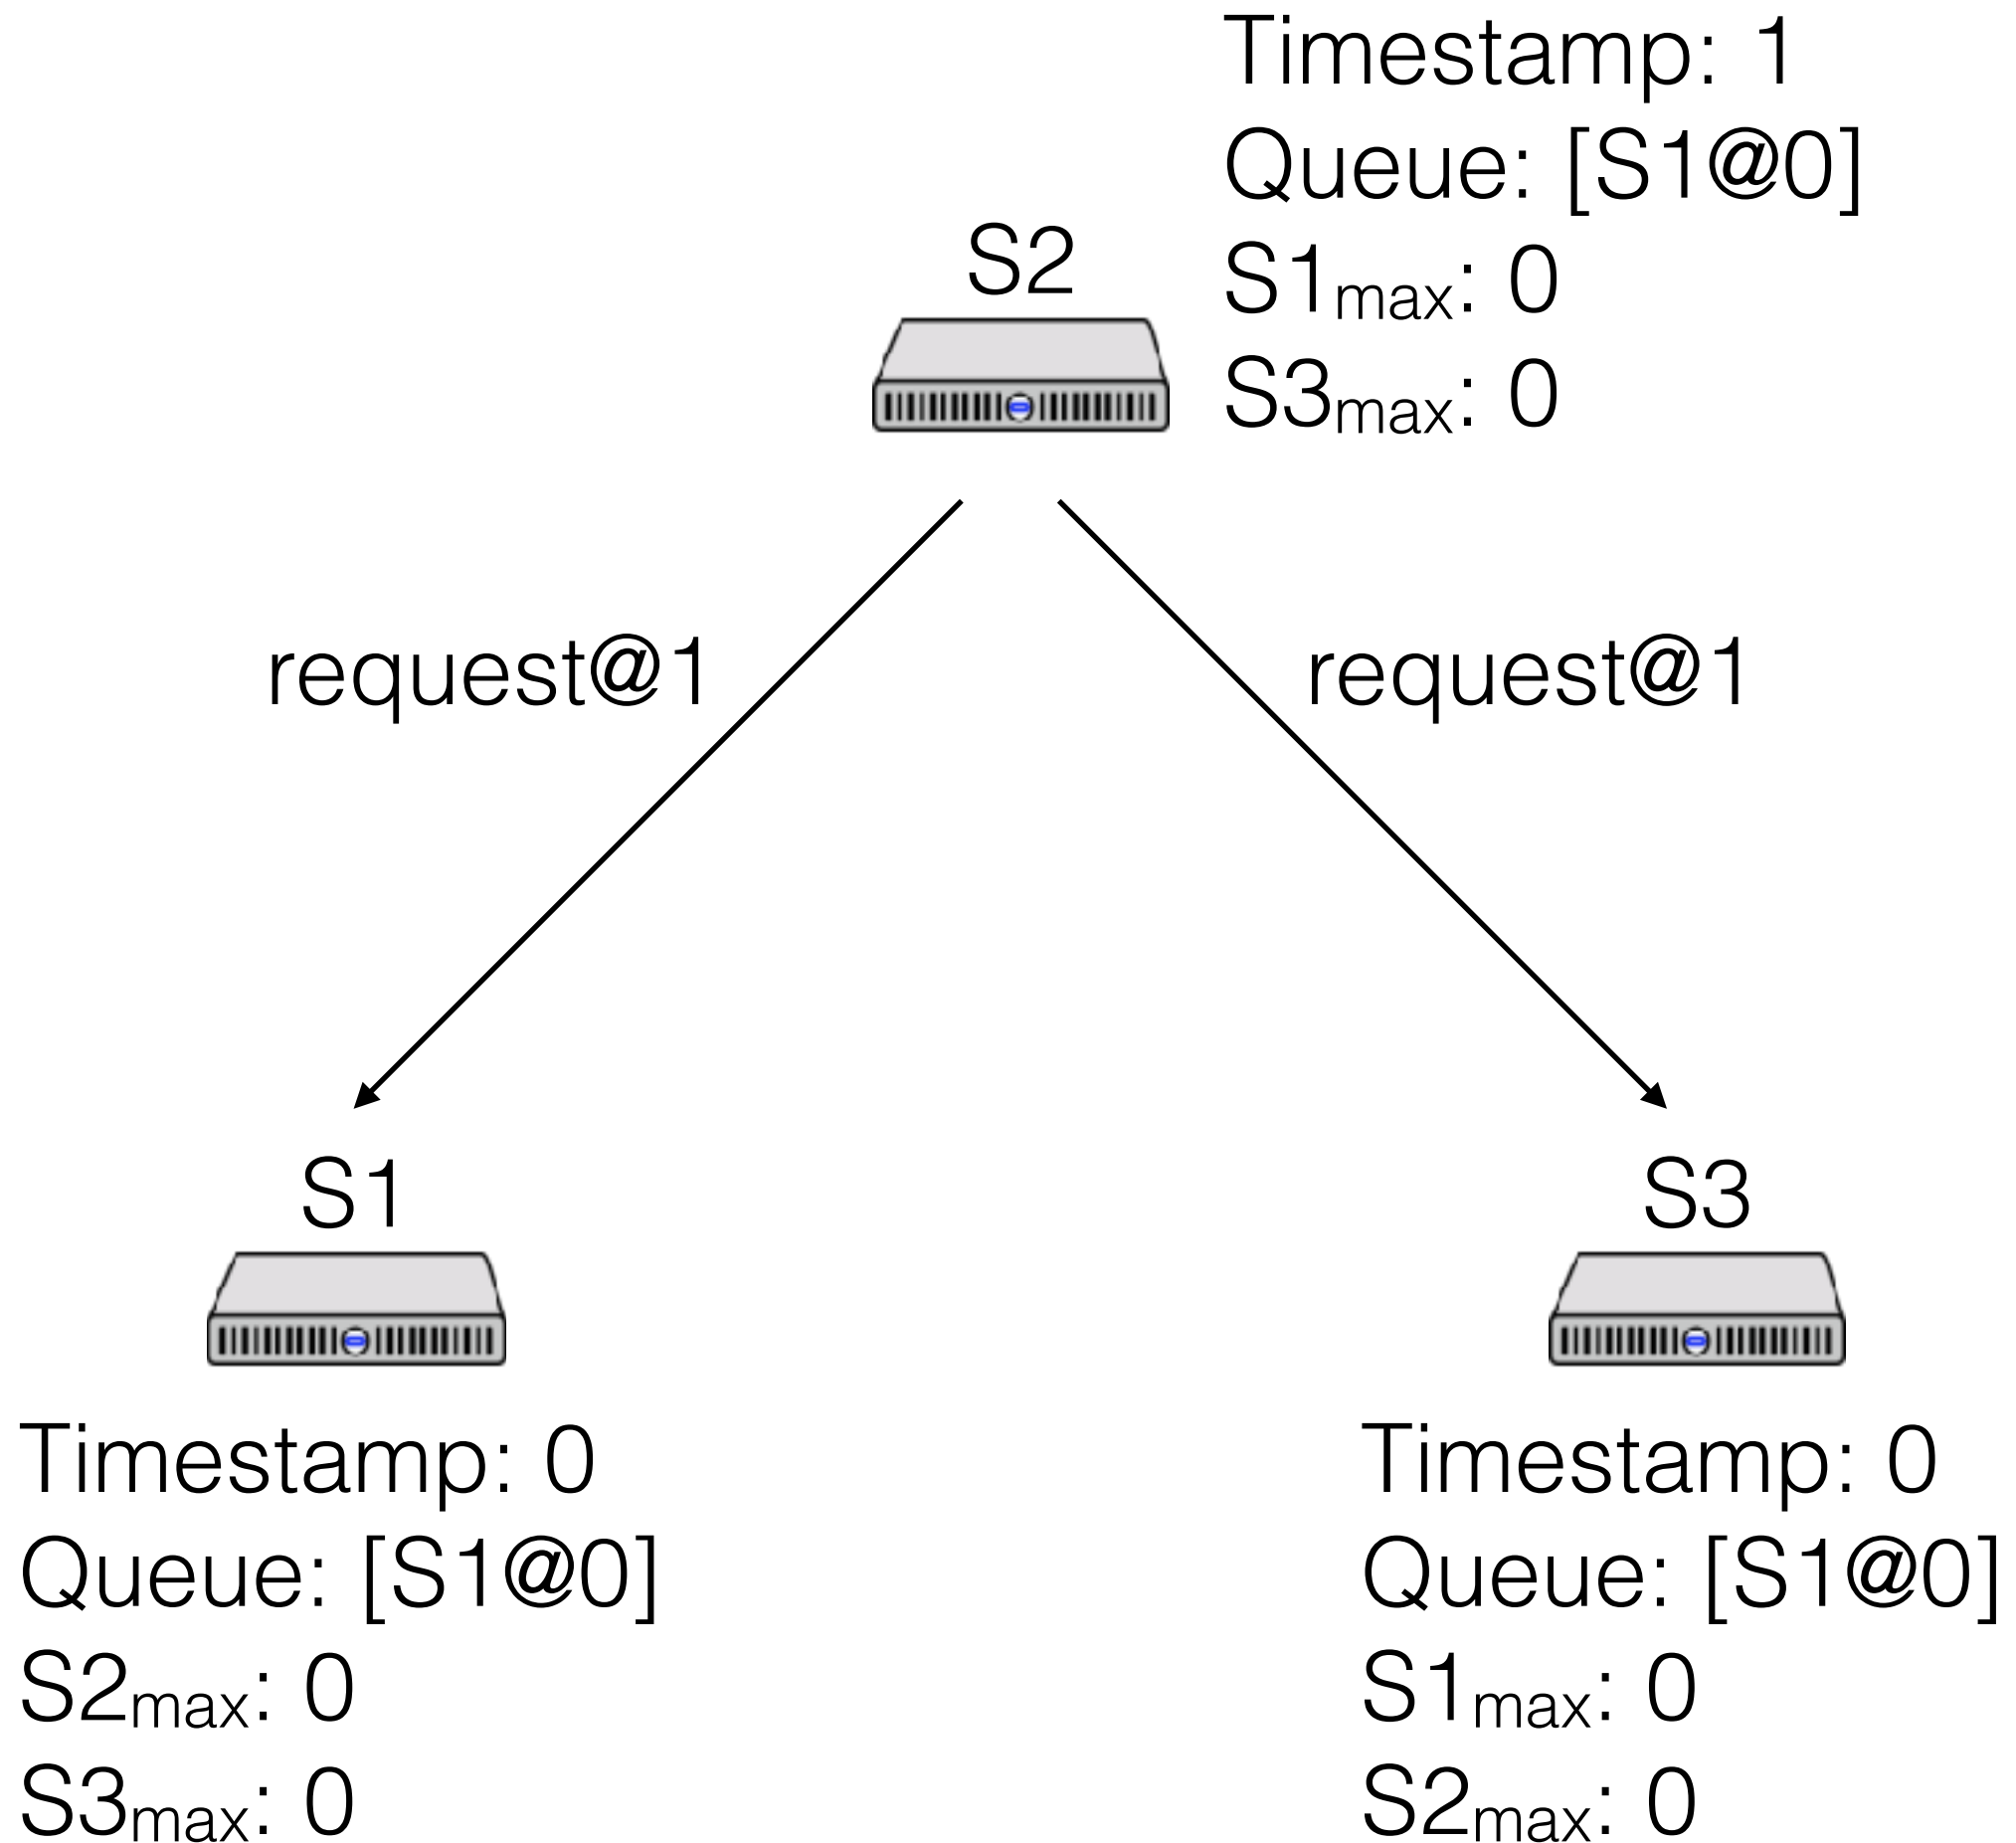 Timestamp: 1
Queue: [S1@0]
S1max: 0
S3max: 0
S2
request@1
request@1
S1
Timestamp: 0
Queue: [S1@0]
S2max: 0
S3max: 0
S3
Timestamp: 0
Queue: [S1@0]
S1max: 0
S2max: 0